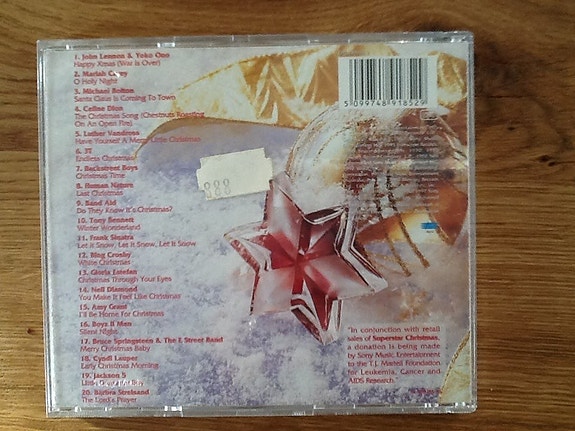 1. John Lennon & Yoko Ono
Happy Xmas (War Is Over)
2. Mariah Carey
O Holy Night
3. Michael Bolton
Santa Claus Is Coming To Town
4. Celine Dion
The Christmas Song (Chestnuts Roasting
On An Open Fire)
5. Luther Vandross
Have Yourself A Merry Little Christmas
6. 3T
Endless Christmas
7. Backstreet Boys
Christmas Time
8. Human Nature
Last Christmas
9. Band Aid
Do They Know It's Christmas?
10. Tony Bennett
Winter Wonderland
11. Frank Sinatra
Let It Snow, Let It Snow, Let It Snow
12. Bing Crosby
White Christmas
13. Gloria Estefan
Christmas Through Your Eyes
14. Neil Diamond
You Make It Feel Like Christmas
15. Amy Grant
I'll Be Home For Christmas
16. Boyz II Men
Silent Night
17. Bruce Springsteen & The E Street Band
Merry Christmas Baby
18. Cyndi Lauper
Early Christmas Morning
19. Jackson 5
Little
20. Barbra Streisand
The Lord's Prayer
5 099748 918529
"In conjunction with retail
sales of Superstar Christmas,
a donation is being made
by Sony Music Entertainment
to the T.J. Martell Foundation
for Leukemia, Cancer and
AIDS Research."